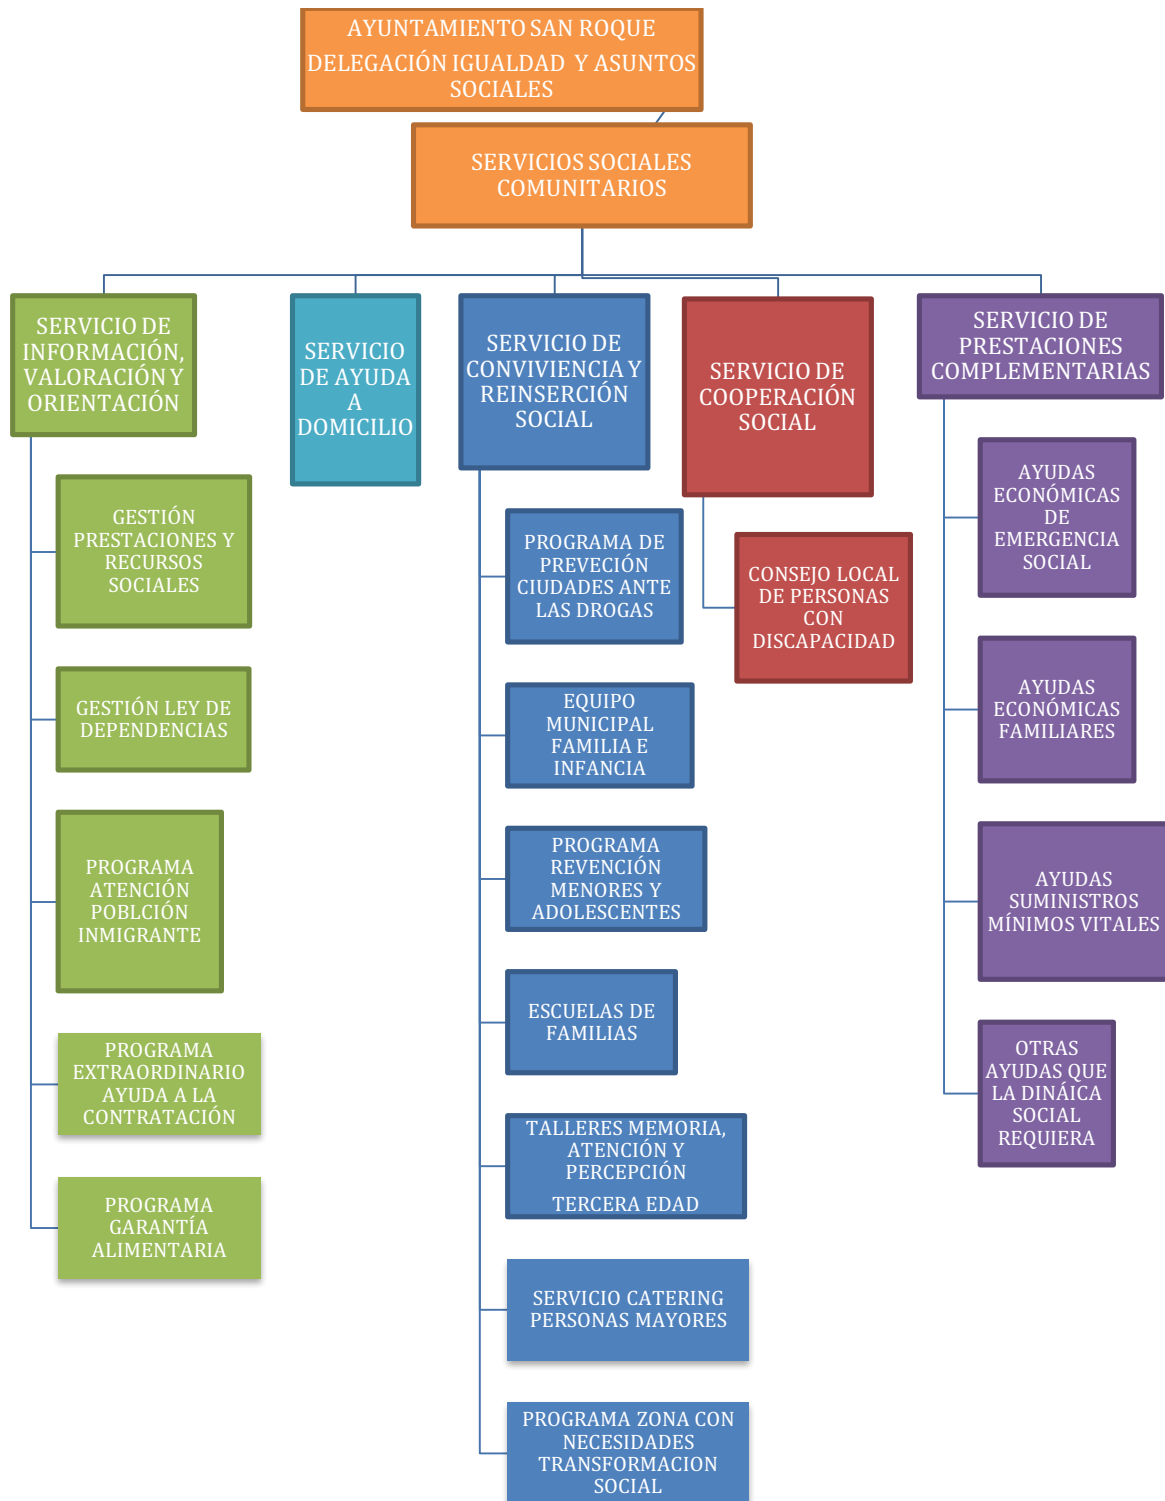 AYUNTAMIENTO SAN ROQUE
DELEGACIÓN IGUALDAD Y ASUNTOS
SOCIALES
SERVICIOS SOCIALES
COMUNITARIOS
SERVICIO DE
INFORMACIÓN,
VALORACIÓN Y
ORIENTACIÓN
GESTIÓN
PRESTACIONES Y
RECURSOS
SOCIALES
GESTIÓN LEY DE
DEPENDENCIAS
PROGRAMA
ATENCIÓN
POBLCIÓN
INMIGRANTE
PROGRAMA
EXTRAORDINARIO
AYUDA A LA
CONTRATACIÓN
PROGRAMA
GARANTÍA
ALIMENTARIA
SERVICIO
DE AYUDA
A
DOMICILIO
SERVICIO DE
CONVIVIENCIA Y
REINSERCIÓN
SOCIAL
PROGRAMA DE
PREVECIÓN
CIUDADES ANTE
LAS DROGAS
EQUIPO
MUNICIPAL
FAMILIA E
INFANCIA
PROGRAMA
REVENCIÓN
MENORES Y
ADOLESCENTES
ESCUELAS DE
FAMILIAS
TALLERES MEMORIA,
ATENCIÓN Y
PERCEPCIÓN
TERCERA EDAD
SERVICIO CATERING
PERSONAS MAYORES
PROGRAMA ZONA CON
NECESIDADES
TRANSFORMACION
SOCIAL
SERVICIO DE
COOPERACIÓN
SOCIAL
CONSEJO LOCAL
DE PERSONAS
CON
DISCAPACIDAD
SERVICIO DE
PRESTACIONES
COMPLEMENTARIAS
AYUDAS
ECONÓMICAS
DE
EMERGENCIA
SOCIAL
AYUDAS
ECONÓMICAS
FAMILIARES
AYUDAS
SUMINISTROS
MÍNIMOS VITALES
OTRAS
AYUDAS QUE
LA DINÁICA
SOCIAL
REQUIERA